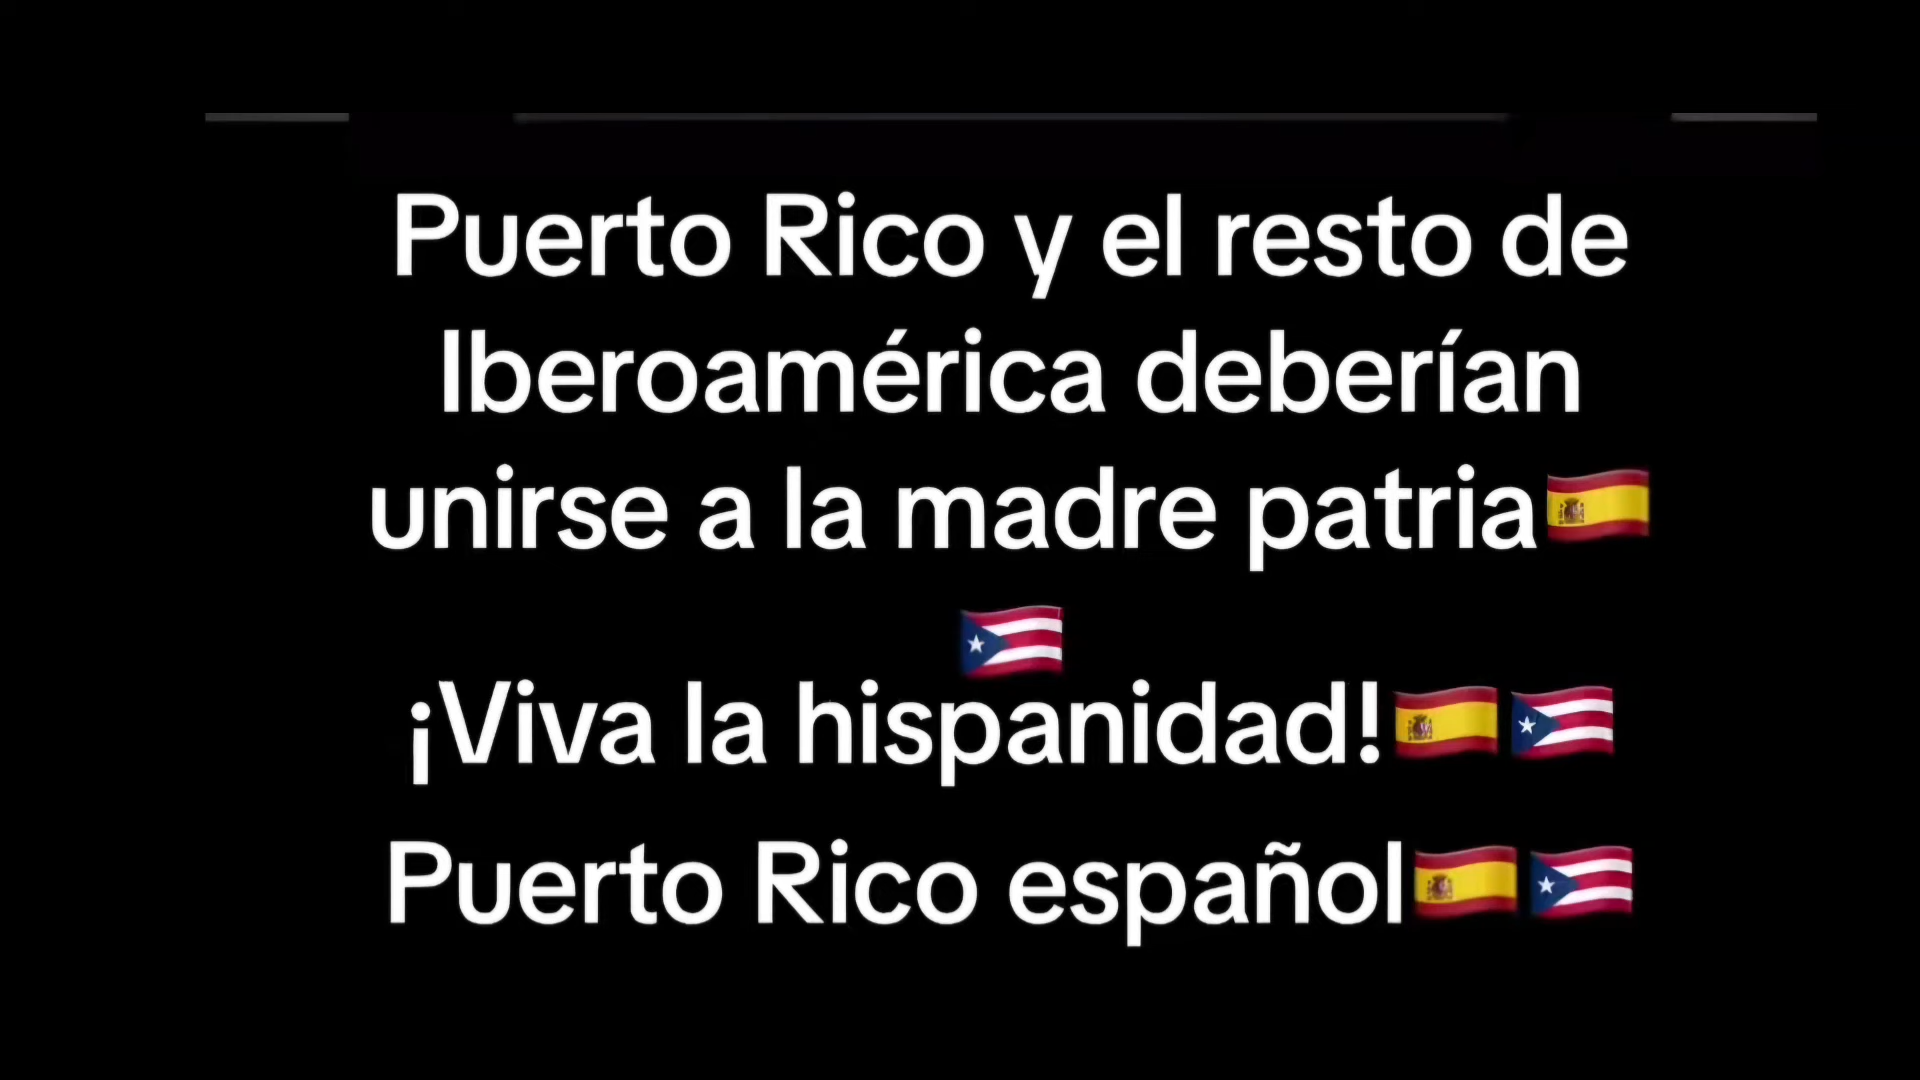 Puerto Rico y el resto de
Iberoamérica deberían
unirse a la madre patria🇪🇸
🇵🇷
¡Viva la hispanidad!🇪🇸🇵🇷
Puerto Rico español🇪🇸🇵🇷